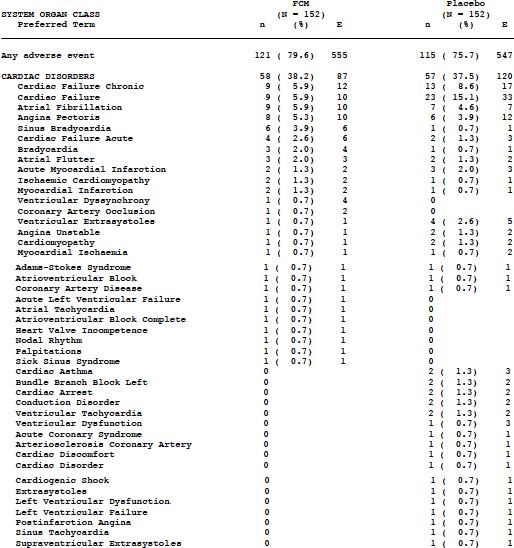 FCM Placebo
SYSTEM ORGAN CLASS (N = 152) (N = 152)
Preferred Term n (%) E n (%) E
Any adverse event 121 ( 79.6) 555 115 ( 75.7) 547
CARDIAC DISORDERS 58 ( 38.2) 87 57 ( 37.5) 120
Cardiac Failure Chronic 9 ( 5.9) 12 13 ( 8.6) 17
Cardiac Failure 9 ( 5.9) 10 23 ( 15.1) 33
Atrial Fibrillation 9 ( 5.9) 10 7 ( 4.6) 7
Angina Pectoris 8 ( 5.3) 10 6 ( 3.9) 12
Sinus Bradycardia 6 ( 3.9) 6 1 ( 0.7) 1
Cardiac Failure Acute 4 ( 2.6) 6 2 ( 1.3) 3
Bradycardia 3 ( 2.0) 4 1 ( 0.7) 1
Atrial Flutter 3 ( 2.0) 3 2 ( 1.3) 2
Acute Myocardial Infarction 2 ( 1.3) 2 3 ( 2.0) 3
Ischaemic Cardiomyopathy 2 ( 1.3) 2 1 ( 0.7) 1
Myocardial Infarction 2 ( 1.3) 2 1 ( 0.7) 1
Ventricular Dyssynchrony 1 ( 0.7) 4 0
Coronary Artery Occlusion 1 ( 0.7) 2 0
Ventricular Extrasystoles 1 ( 0.7) 1 4 ( 2.6) 5
Angina Unstable 1 ( 0.7) 1 2 ( 1.3) 2
Cardiomyopathy 1 ( 0.7) 1 2 ( 1.3) 2
Myocardial Ischaemia 1 ( 0.7) 1 1 ( 0.7) 2
Adams-Stokes Syndrome 1 ( 0.7) 1 1 ( 0.7) 1
Atrioventricular Block 1 ( 0.7) 1 1 ( 0.7) 1
Coronary Artery Disease 1 ( 0.7) 1 1 ( 0.7) 1
Acute Left Ventricular Failure 1 ( 0.7) 1 0
Atrial Tachycardia 1 ( 0.7) 1 0
Atrioventricular Block Complete 1 ( 0.7) 1 0
Heart Valve Incompetence 1 ( 0.7) 1 0
Nodal Rhythm 1 ( 0.7) 1 0
Palpitations 1 ( 0.7) 1 0
Sick Sinus Syndrome 1 ( 0.7) 1 0
Cardiac Asthma 0 2 ( 1.3) 3
Bundle Branch Block Left 0 2 ( 1.3) 2
Cardiac Arrest 0 2 ( 1.3) 2
Conduction Disorder 0 2 ( 1.3) 2
Ventricular Tachycardia 0 2 ( 1.3) 2
Ventricular Dysfunction 0 1 ( 0.7) 3
Acute Coronary Syndrome 0 1 ( 0.7) 1
Arteriosclerosis Coronary Artery 0 1 ( 0.7) 1
Cardiac Discomfort 0 1 ( 0.7) 1
Cardiac Disorder 0 1 ( 0.7) 1
Cardiogenic Shock 0 1 ( 0.7) 1
Extrasystoles 0 1 ( 0.7) 1
Left Ventricular Dysfunction 0 1 ( 0.7) 1
Left Ventricular Failure 0 1 ( 0.7) 1
Postinfarction Angina 0 1 ( 0.7) 1
Sinus Tachycardia 0 1 ( 0.7) 1
Supraventricular Extrasystoles 0 1 ( 0.7) 1